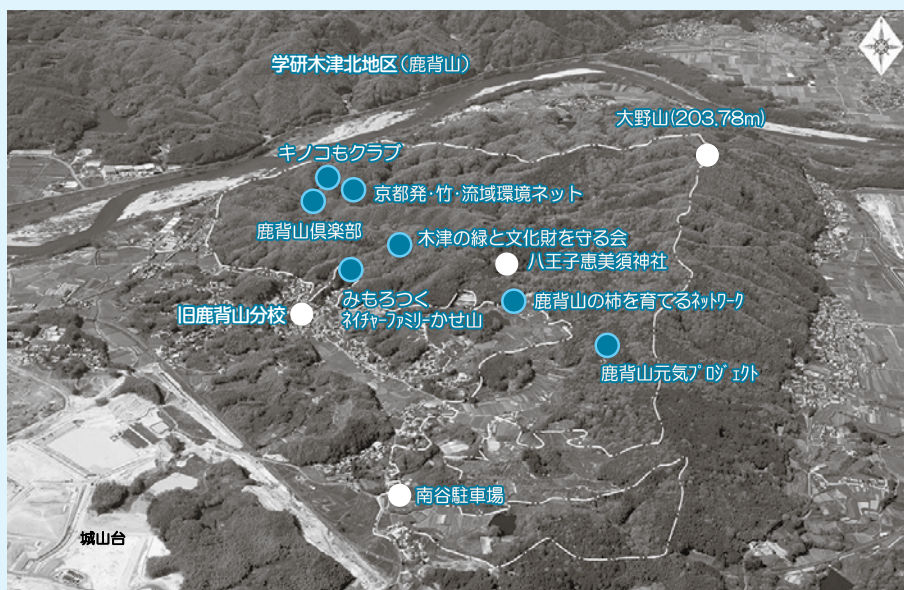 学研木津北地区(鹿背山)
大野山(203.78m)
キノコもクラブ
京都発・竹・流域環境ネット
鹿背山倶楽部
木津の緑と文化財を守る会
八王子恵美須神社
みもろつく
ネイチャーファミリーかせ山
鹿背山の柿を育てるネットワーク
旧鹿背山分校
鹿背山元気プロジェクト
南谷駐車場
城山台